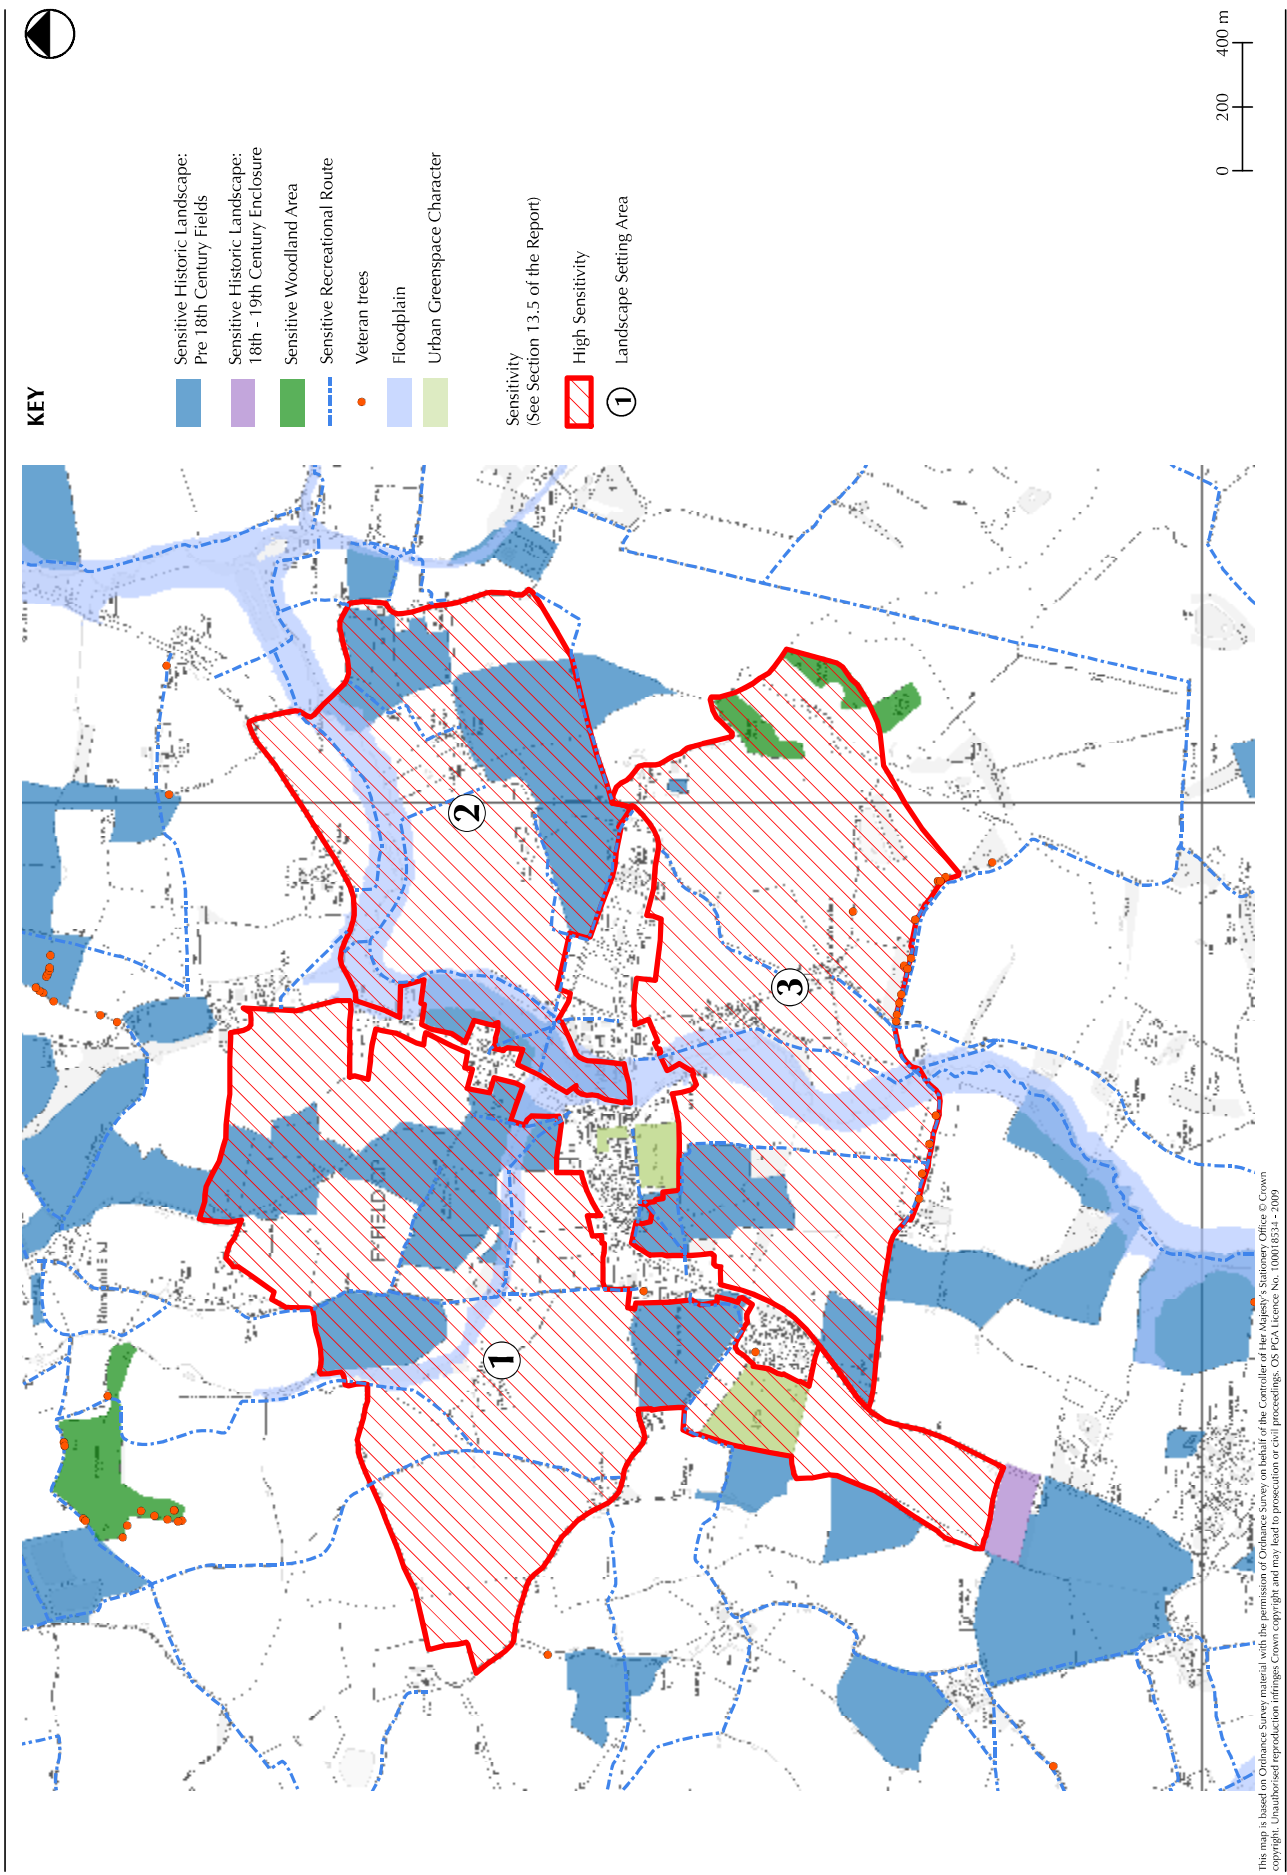 KEY
Sensitive Historic Landscape:
Pre 18th Century Fields
Sensitive Historic Landscape:
18th - 19th Century Enclosure
Sensitive Woodland Area
Sensitive Recreational Route
Veteran trees
Floodplain
Urban Greenspace Character
Sensitivity
(See Section 13.5 of the Report)
High Sensitivity
1
Landscape Setting Area
0 200 400 m
1
2
3
This map is based on Ordnance Survey material with the permission of Ordnance Survey on behalf of the Controller of Her Majesty's Stationery Office © Crown
copyright. Unauthorised reproduction infringes Crown copyright and may lead to prosecution or civil proceedings. OS PGA Licence No. 100018534 - 2009